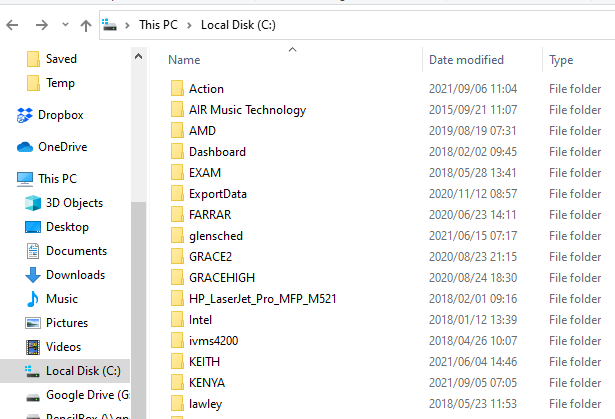 This PC > Local Disk (C:)
Saved
Temp
Dropbox
OneDrive
This PC
3D Objects
Desktop
Documents
Downloads
Music
Pictures
Videos
Local Disk (C:)
Google Drive (G
Name Date modified Type
Action 2021/09/06 11:04 File folder
AIR Music Technology 2015/09/21 11:07 File folder
AMD 2019/08/19 07:31 File folder
Dashboard 2018/02/02 09:45 File folder
EXAM 2018/05/28 13:41 File folder
ExportData 2020/11/12 08:57 File folder
FARRAR 2020/06/23 14:11 File folder
glensched 2021/06/15 07:17 File folder
GRACE2 2020/08/23 21:15 File folder
GRACEHIGH 2020/08/24 18:30 File folder
HP_LaserJet_Pro_MFP_M521 2018/02/01 09:16 File folder
Intel 2018/01/12 13:39 File folder
ivms4200 2018/04/26 10:07 File folder
KEITH 2021/06/04 14:46 File folder
KENYA 2021/09/05 07:05 File folder
lawley 2018/05/23 11:53 File folder